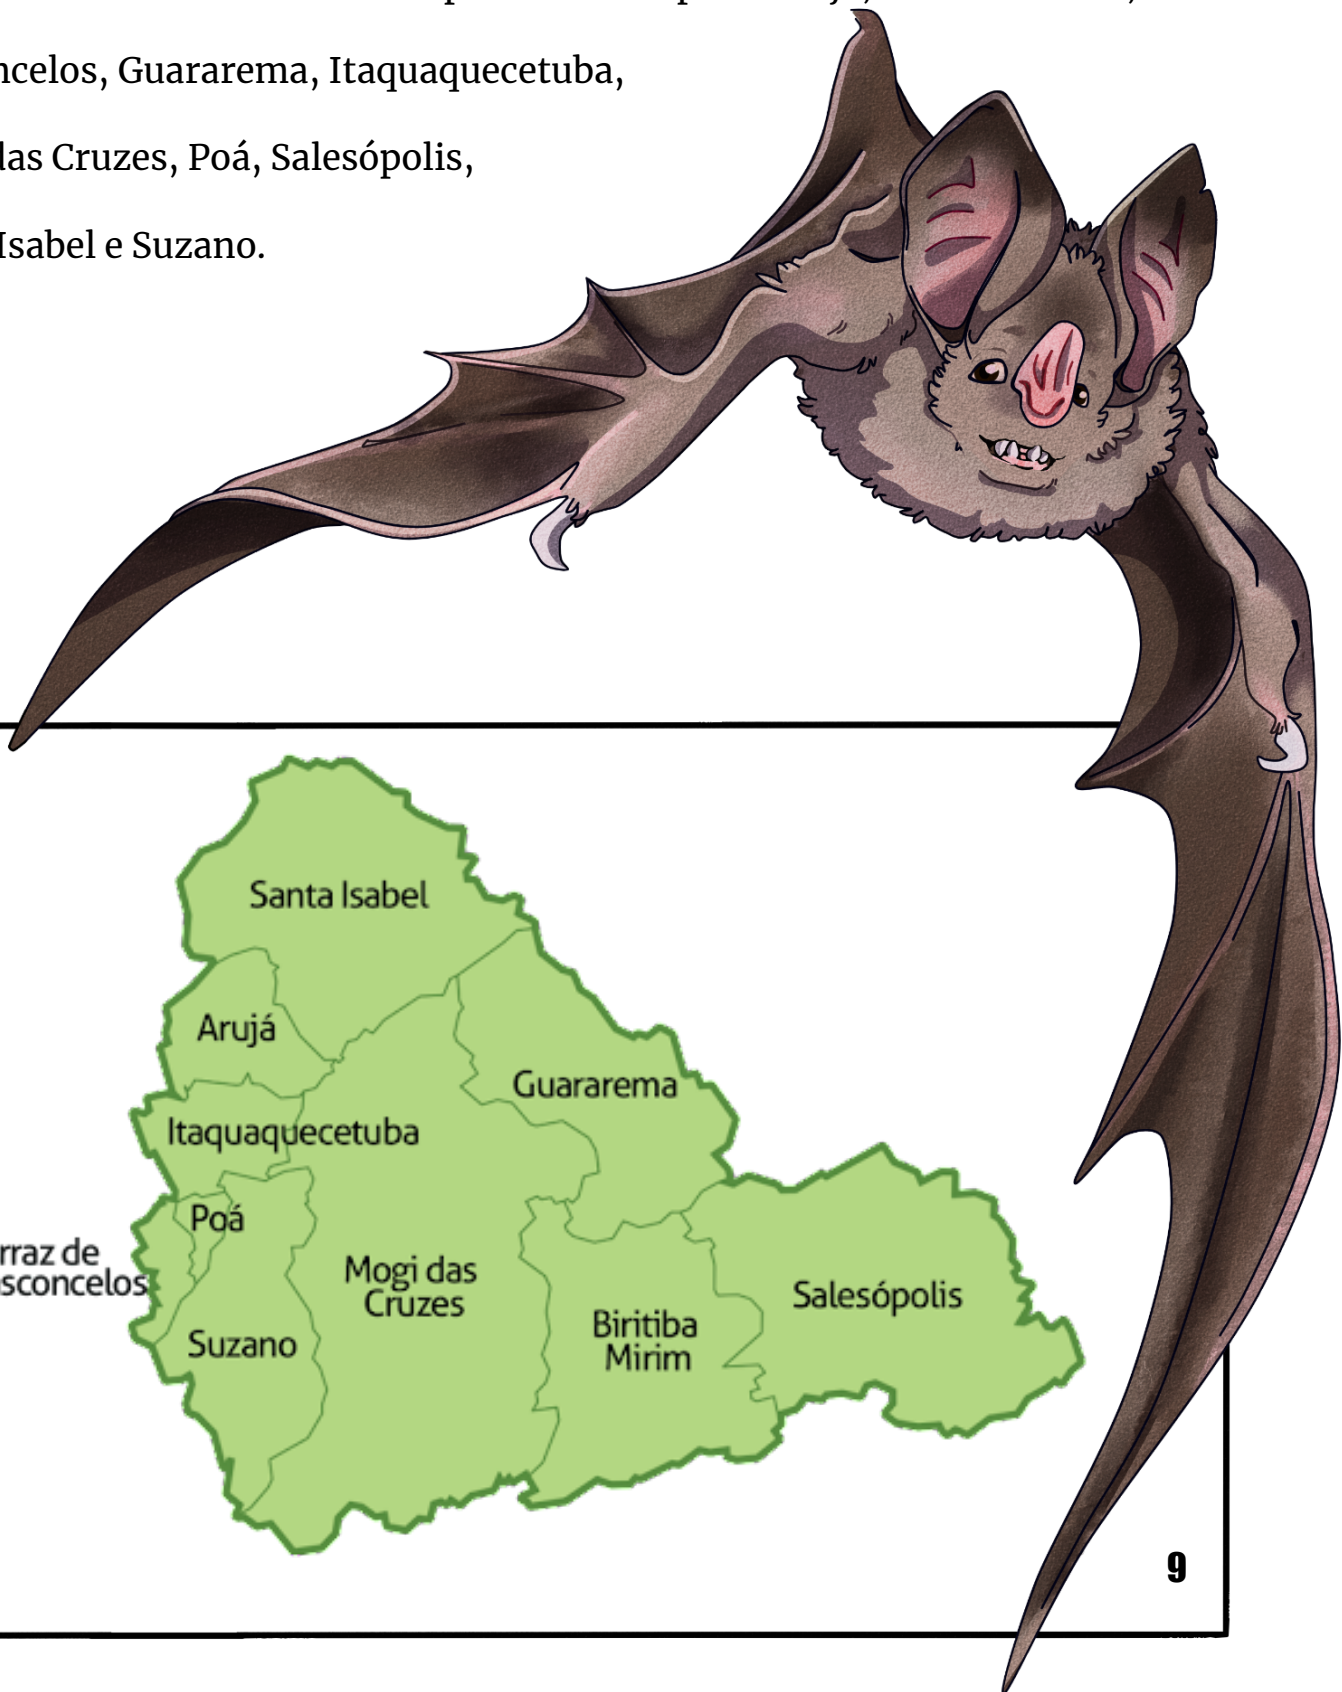 ncelos, Guararema, Itaquaquecetuba,
das Cruzes, Poá, Salesópolis,
Isabel e Suzano.
Santa Isabel
Arujá
Guararema
Itaquaquecetuba
Poá
rraz de
sconcelos
Mogi das
Cruzes
Salesópolis
Biritiba
Mirim
Suzano
9